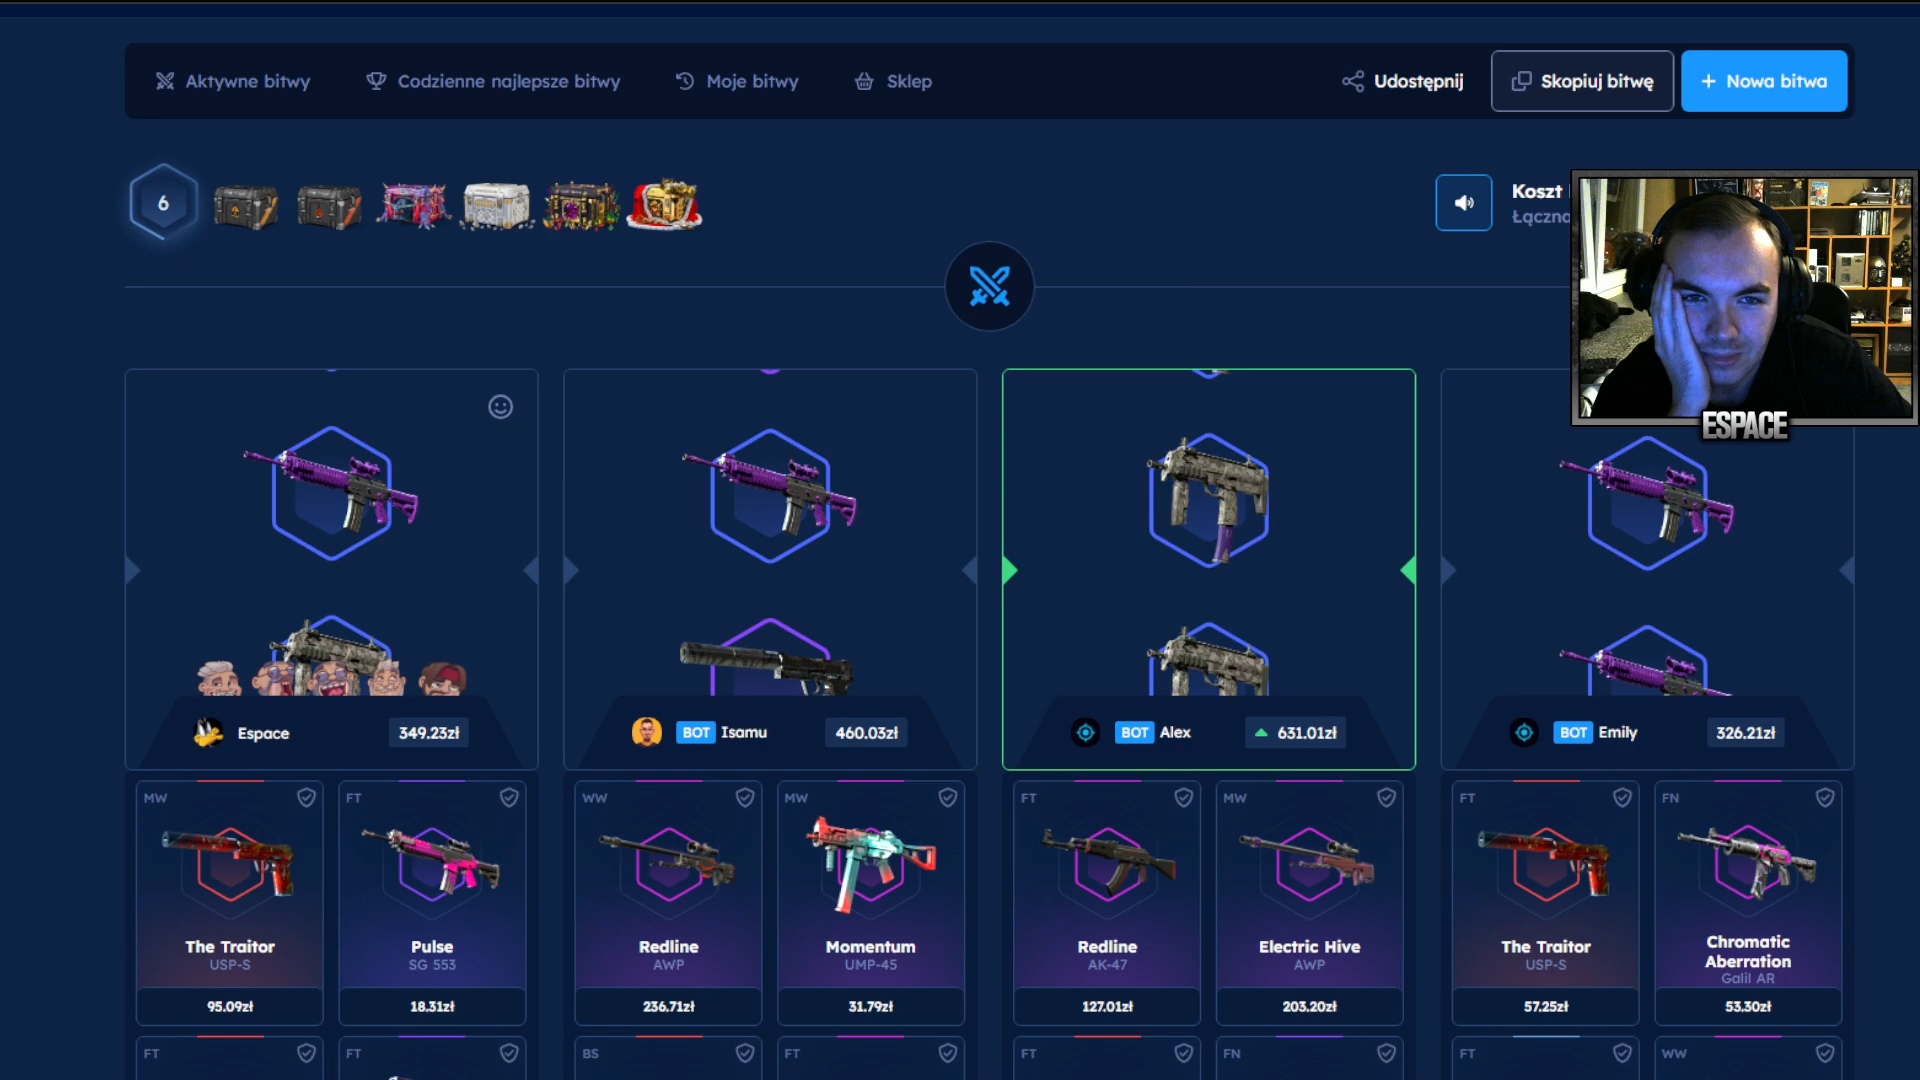 Aktywne bitwy
Codzienne najlepsze bitwy
Moje bitwy
Sklep
Udostępnij
Skopiuj bitwę
+ Nowa bitwa
6
Koszt
Łączna
ESPACE
Espace
349.23zł
BOT Isamu
460.03zł
BOT Alex
631.01zł
BOT Emily
326.21zł
MW
The Traitor
USP-S
95.09zł
FT
Pulse
SG 553
18.31zł
WW
Redline
AWP
236.71zł
MW
Momentum
UMP-45
31.79zł
FT
Redline
AK-47
127.01zł
MW
Electric Hive
AWP
203.20zł
FT
The Traitor
USP-S
57.25zł
FN
Chromatic
Aberration
Galil AR
53.30zł
FT
FT
BS
FT
FT
FN
FT
WW